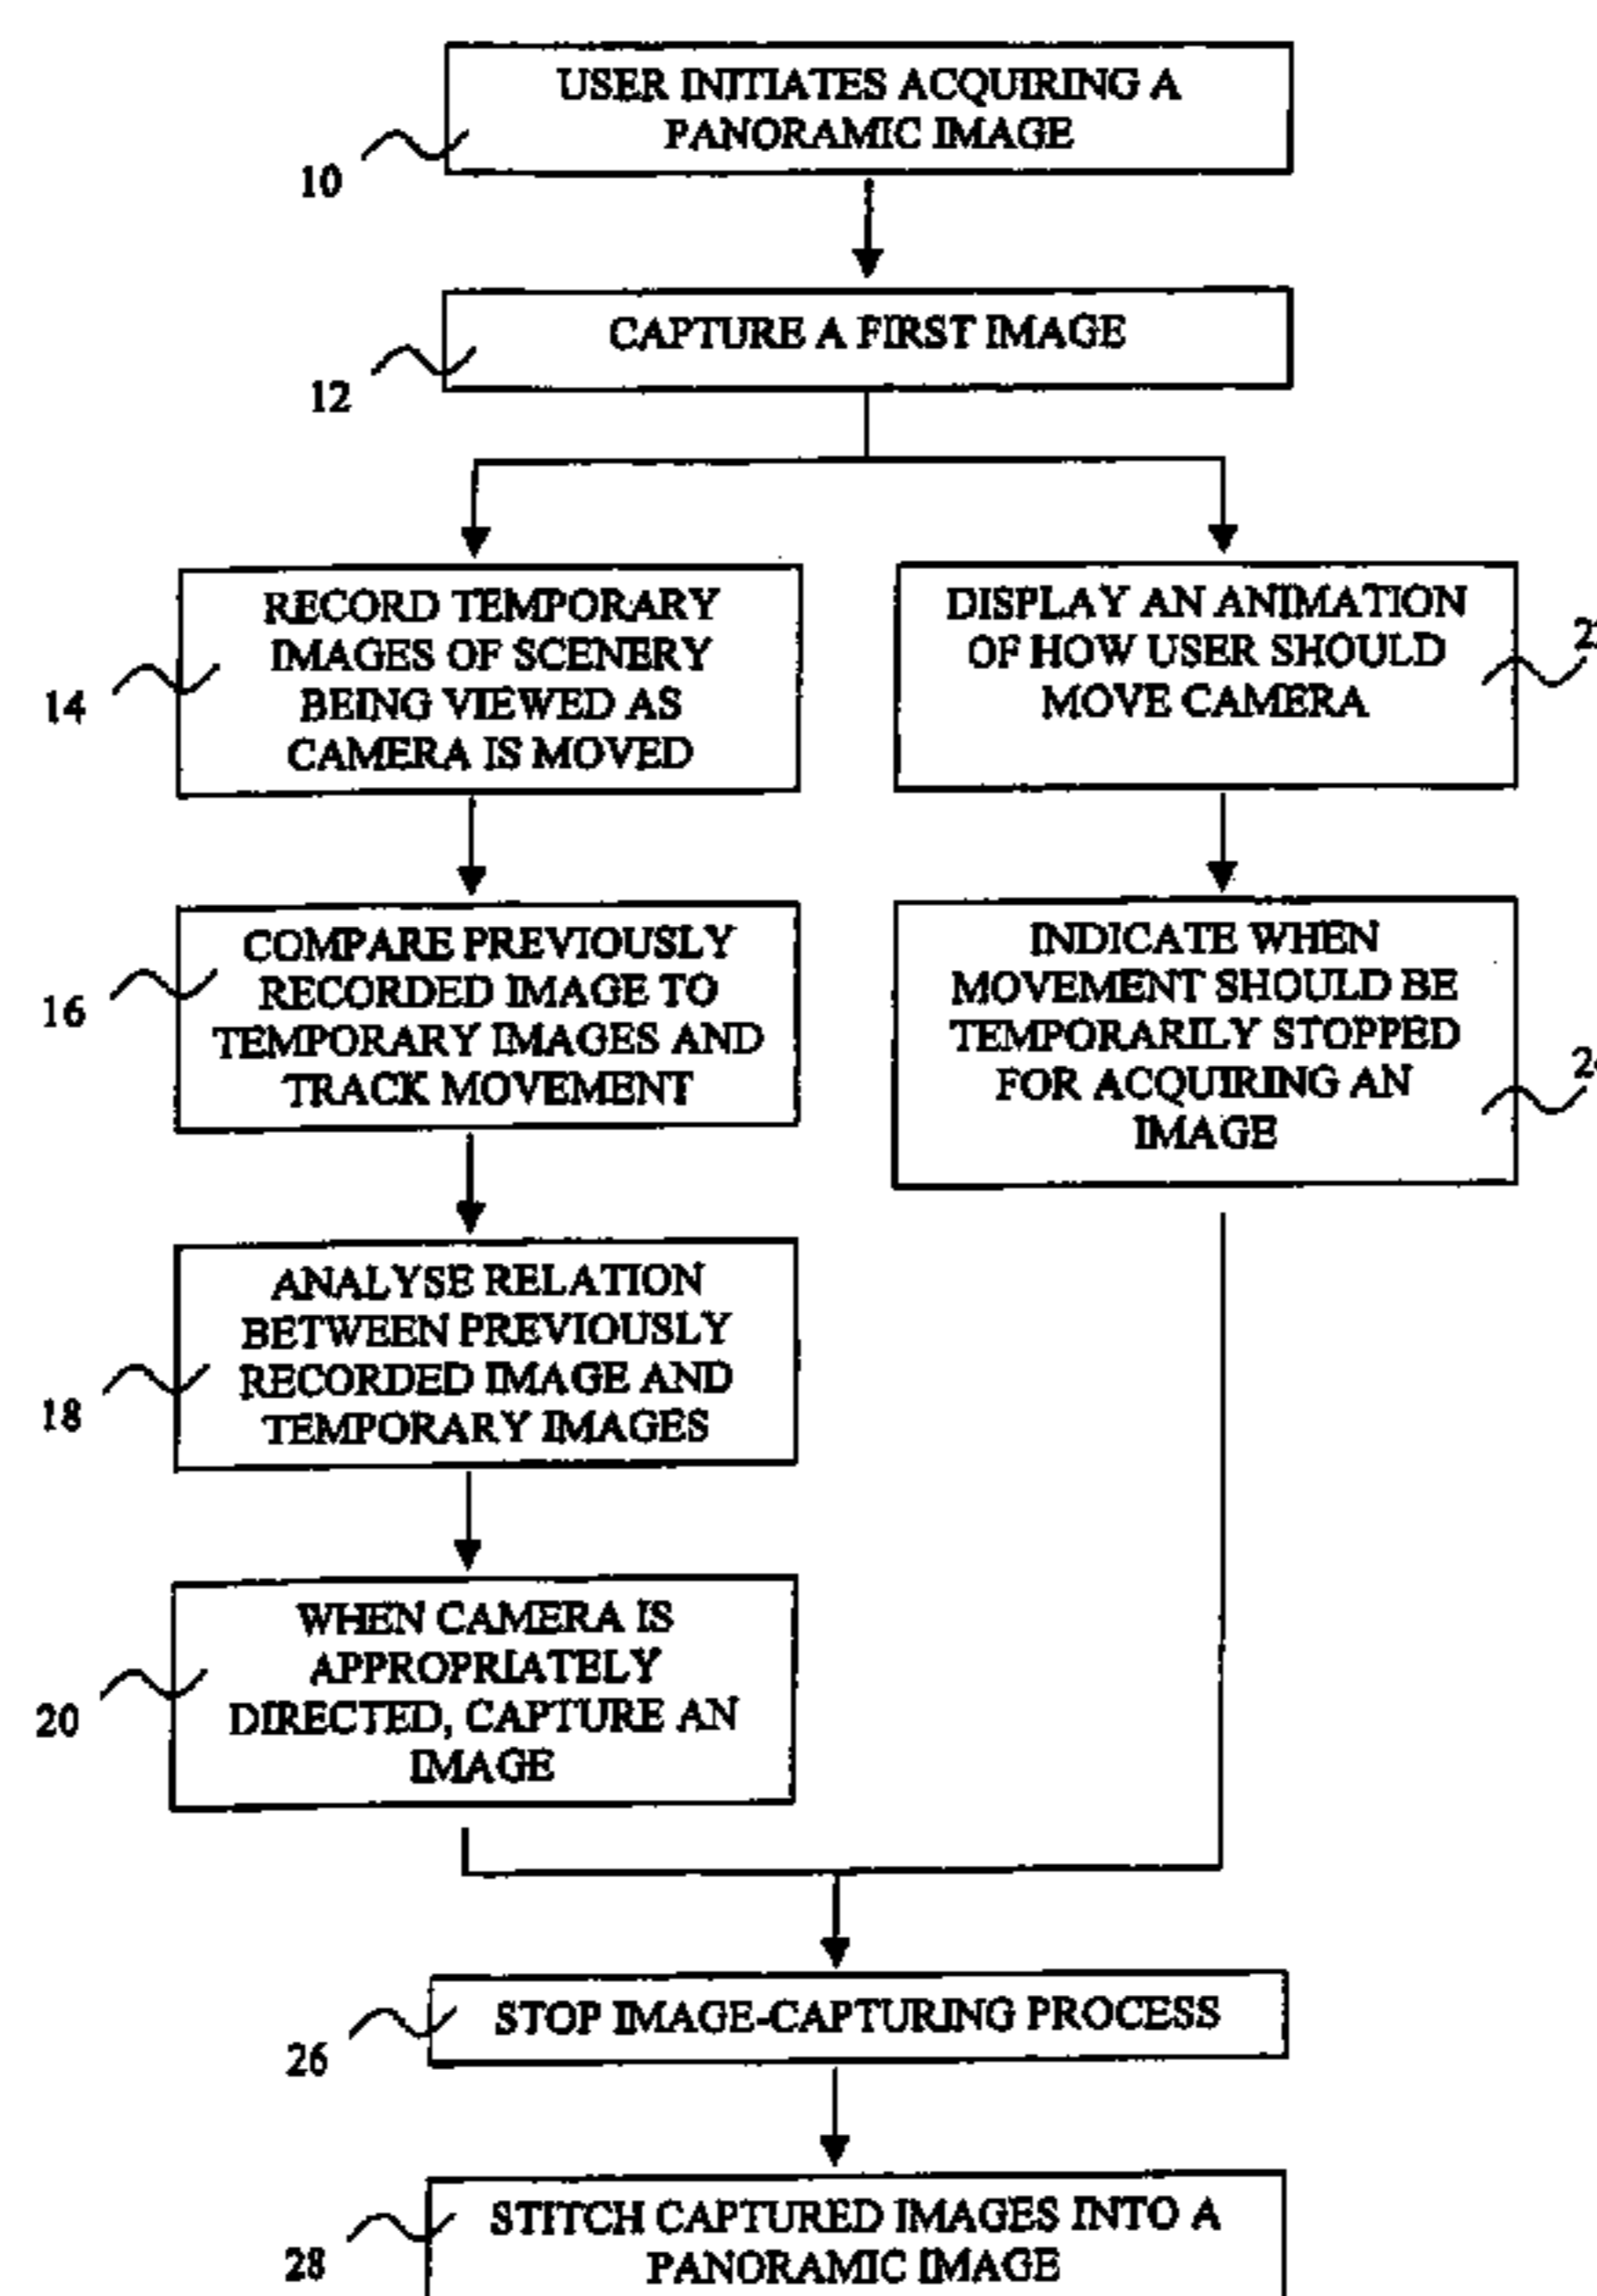 USER INITIATES ACQUIRING A
PANORAMIC IMAGE
10
CAPTURE A FIRST IMAGE
12
RECORD TEMPORARY
IMAGES OF SCENERY
BEING VIEWED AS
CAMERA IS MOVED
14
DISPLAY AN ANIMATION
OF HOW USER SHOULD
MOVE CAMERA
COMPARE PREVIOUSLY
RECORDED IMAGE TO
TEMPORARY IMAGES AND
TRACK MOVEMENT
16
INDICATE WHEN
MOVEMENT SHOULD BE
TEMPORARILY STOPPED
FOR ACQUIRING AN
IMAGE
ANALYSE RELATION
BETWEEN PREVIOUSLY
RECORDED IMAGE AND
TEMPORARY IMAGES
18
WHEN CAMERA IS
APPROPRIATELY
DIRECTED, CAPTURE AN
IMAGE
20
STOP IMAGE-CAPTURING PROCESS
26
STITCH CAPTURED IMAGES INTO A
PANORAMIC IMAGE
28